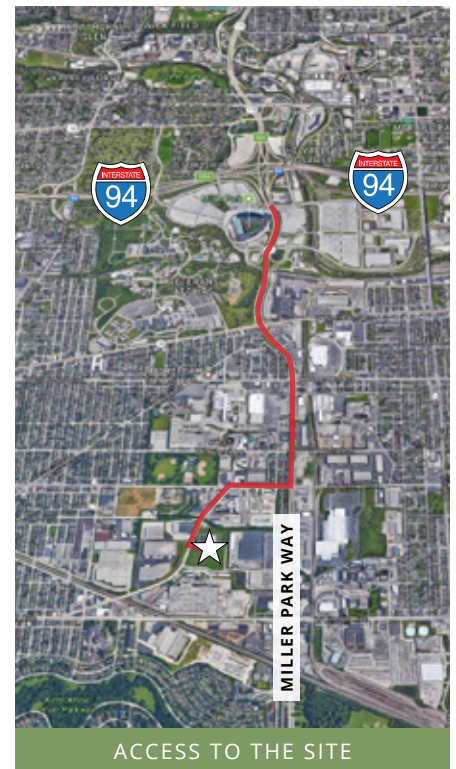 INTERSTATE
94
INTERSTATE
94
MILLER PARK WAY
ACCESS TO THE SITE